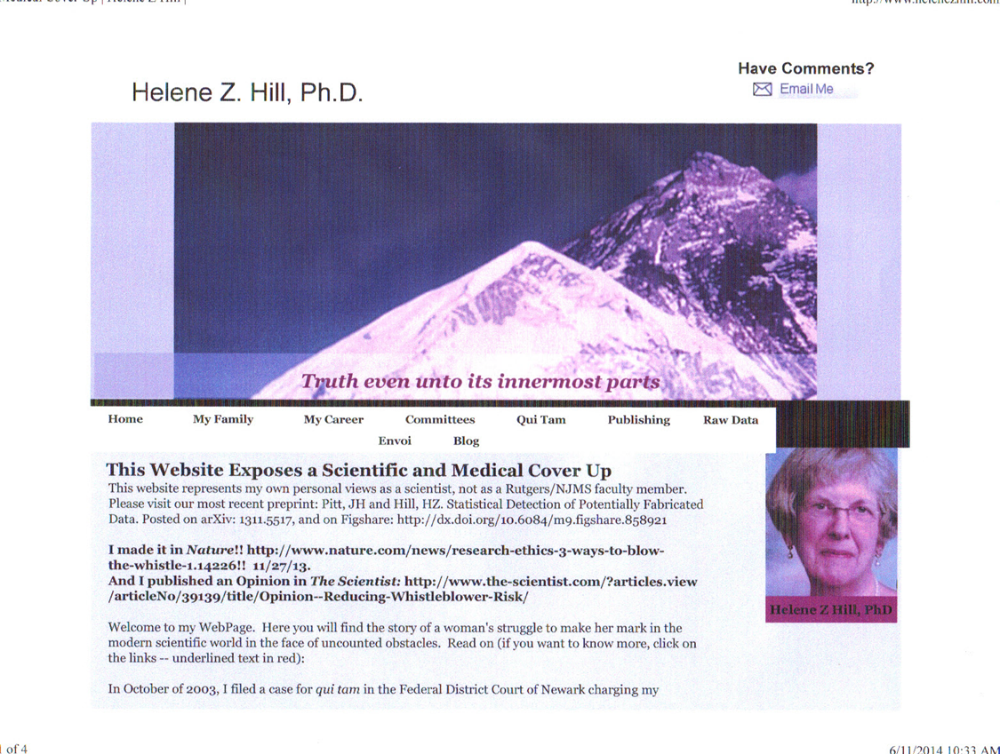 Helene Z Hill |
Helene Z. Hill, Ph.D.
Have Comments?
Email Me
Truth even unto its innermost parts
Home My Family My Career Committees Qui Tam Publishing Raw Data
Envoi Blog
This Website Exposes a Scientific and Medical Cover Up
This website represents my own personal views as a scientist, not as a Rutgers/NJMS faculty member.
Please visit our most recent preprint: Pitt, JH and Hill, HZ. Statistical Detection of Potentially Fabricated
Data. Posted on arXiv: 1311.5517, and on Figshare: http://dx.doi.org/10.6084/m9.figshare.858921
I made it in Nature!! http://www.nature.com/news/research-ethics-3-ways-to-blow-
the-whistle-1.14226!! 11/27/13.
And I published an Opinion in The Scientist: http://www.the-scientist.com/?articles.view
/articleNo/39139/title/Opinion--Reducing-Whistleblower-Risk/
Helene Z Hill, PhD
Welcome to my WebPage. Here you will find the story of a woman's struggle to make her mark in the
modern scientific world in the face of uncounted obstacles. Read on (if you want to know more, click on
the links -- underlined text in red):
In October of 2003, I filed a case for qui tam in the Federal District Court of Newark charging my
1 of 4
6/11/2014 10:33 AM